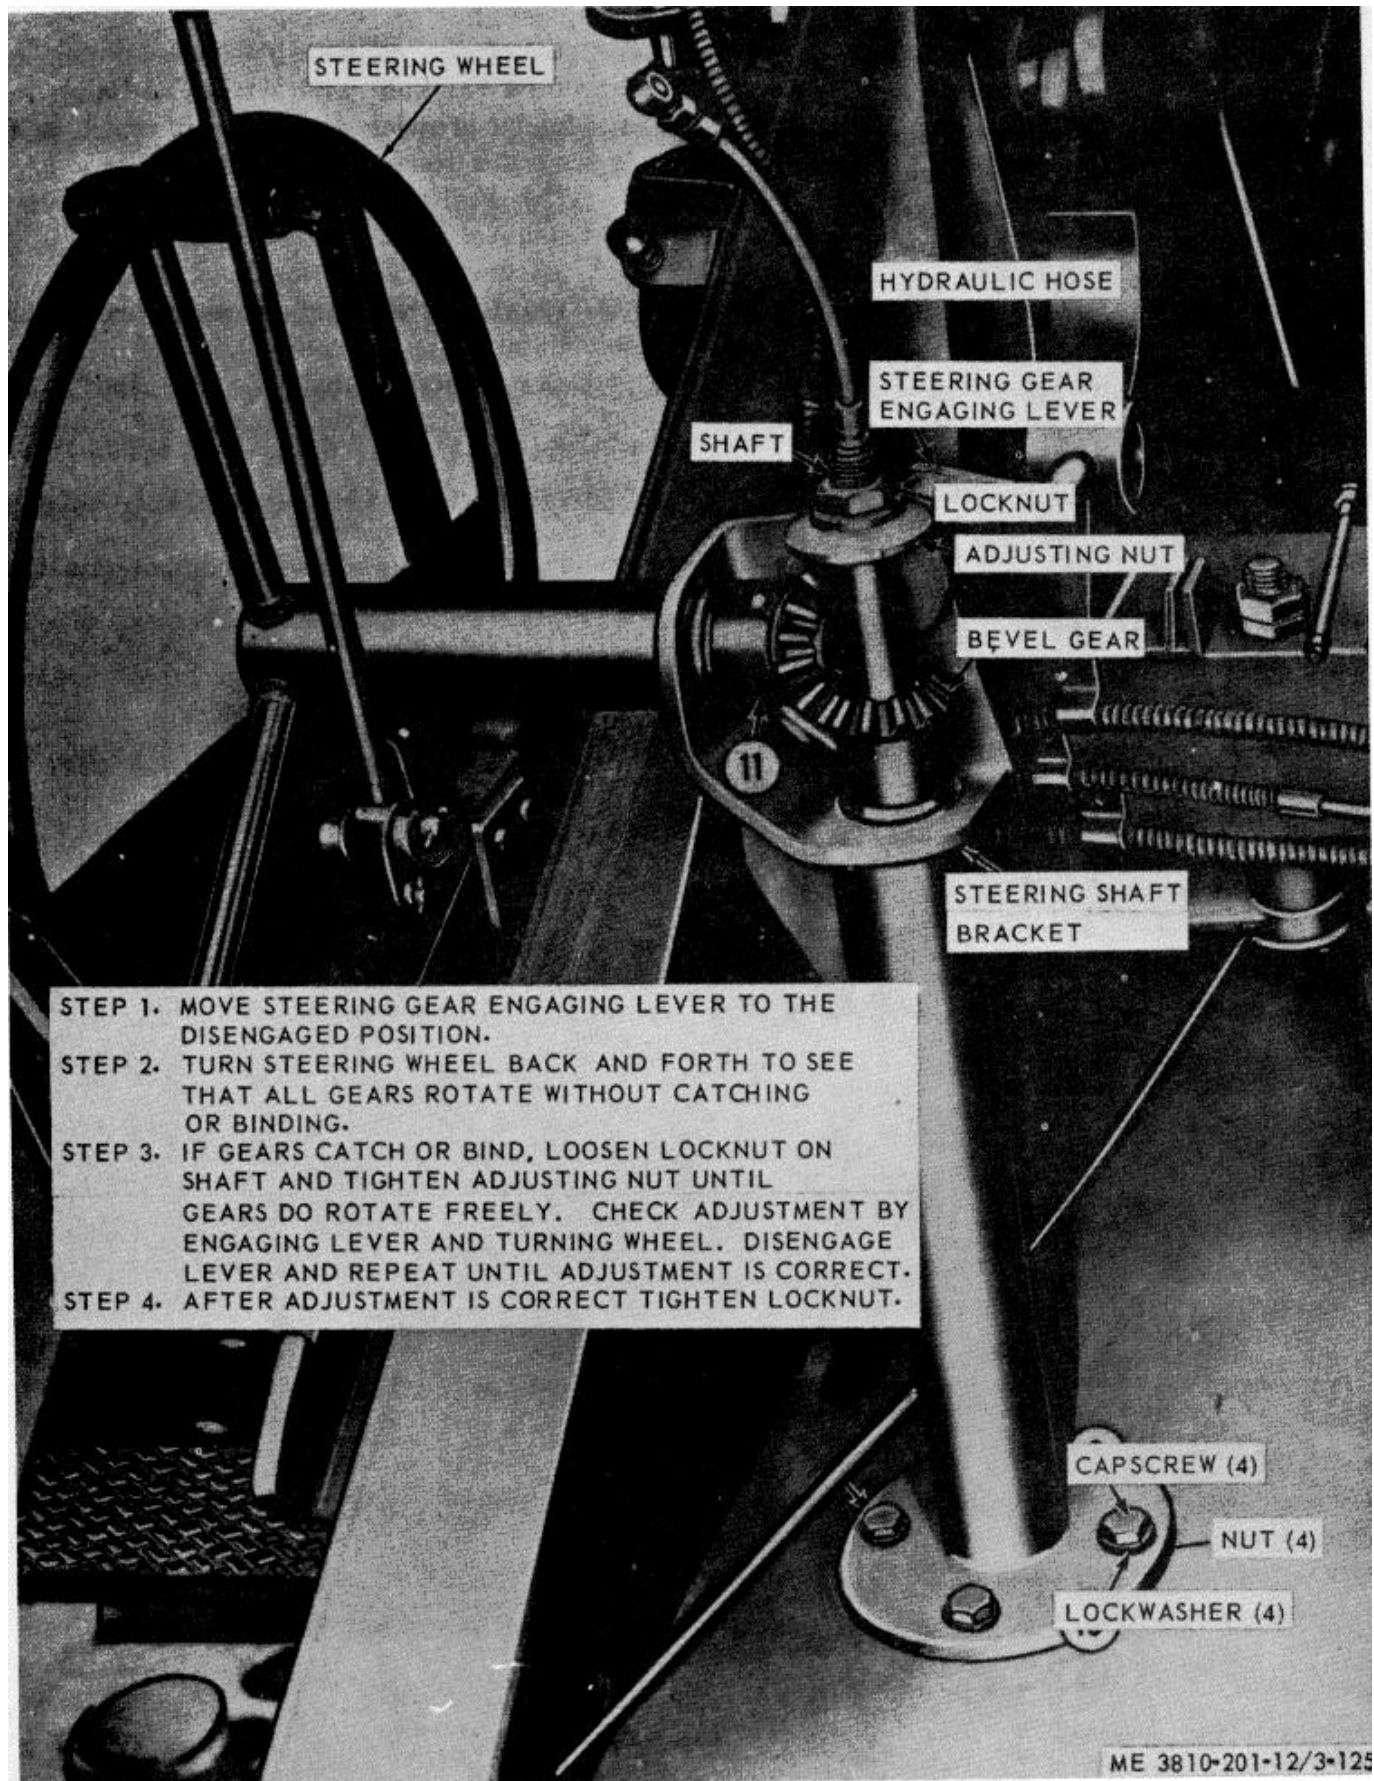 STEERING WHEEL
HYDRAULIC HOSE
STEERING GEAR
ENGAGING LEVER
SHAFT
LOCKNUT
ADJUSTING NUT
BEVEL GEAR
11
STEERING SHAFT
BRACKET
STEP 1. MOVE STEERING GEAR ENGAGING LEVER TO THE
DISENGAGED POSITION.
STEP 2. TURN STEERING WHEEL BACK AND FORTH TO SEE
THAT ALL GEARS ROTATE WITHOUT CATCHING
OR BINDING.
STEP 3. IF GEARS CATCH OR BIND, LOOSEN LOCKNUT ON
SHAFT AND TIGHTEN ADJUSTING NUT UNTIL
GEARS DO ROTATE FREELY. CHECK ADJUSTMENT BY
ENGAGING LEVER AND TURNING WHEEL. DISENGAGE
LEVER AND REPEAT UNTIL ADJUSTMENT IS CORRECT.
STEP 4. AFTER ADJUSTMENT IS CORRECT TIGHTEN LOCKNUT.
CAPSCREW (4)
NUT (4)
LOCKWASHER (4)
ME 3810-201-12/3-125